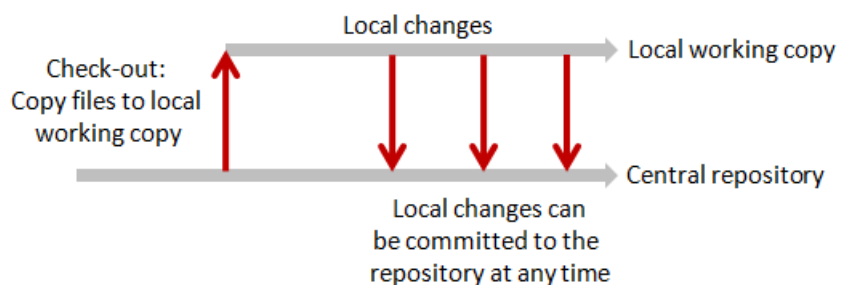 Local changes
Local working copy
Check-out:
Copy files to local
working copy
Central repository
Local changes can
be committed to the
repository at any time